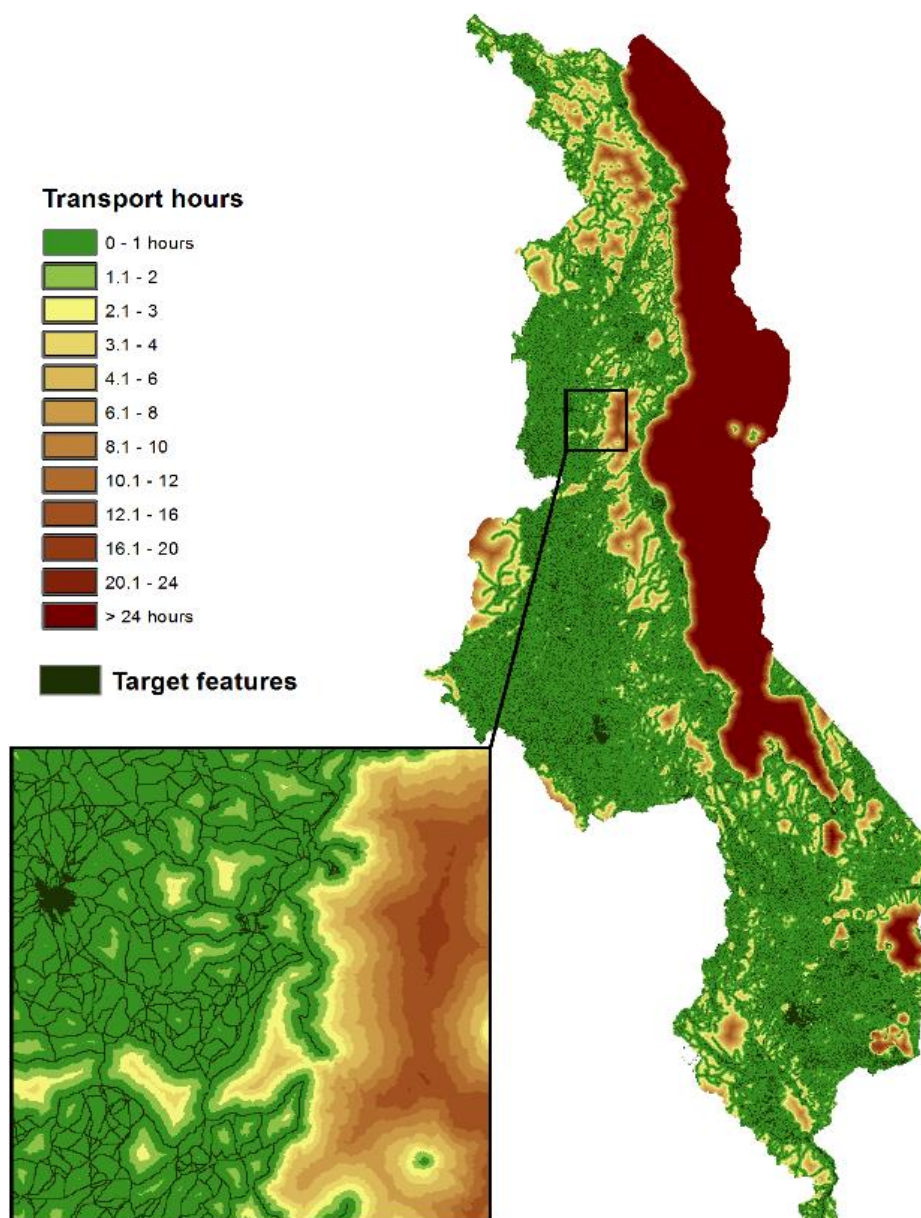 Transport hours
0 - 1 hours
1.1 - 2
2.1 - 3
3.1 - 4
4.1 - 6
6.1 - 8
8.1 - 10
10.1 - 12
12.1 - 16
16.1 - 20
20.1 - 24
> 24 hours
Target features